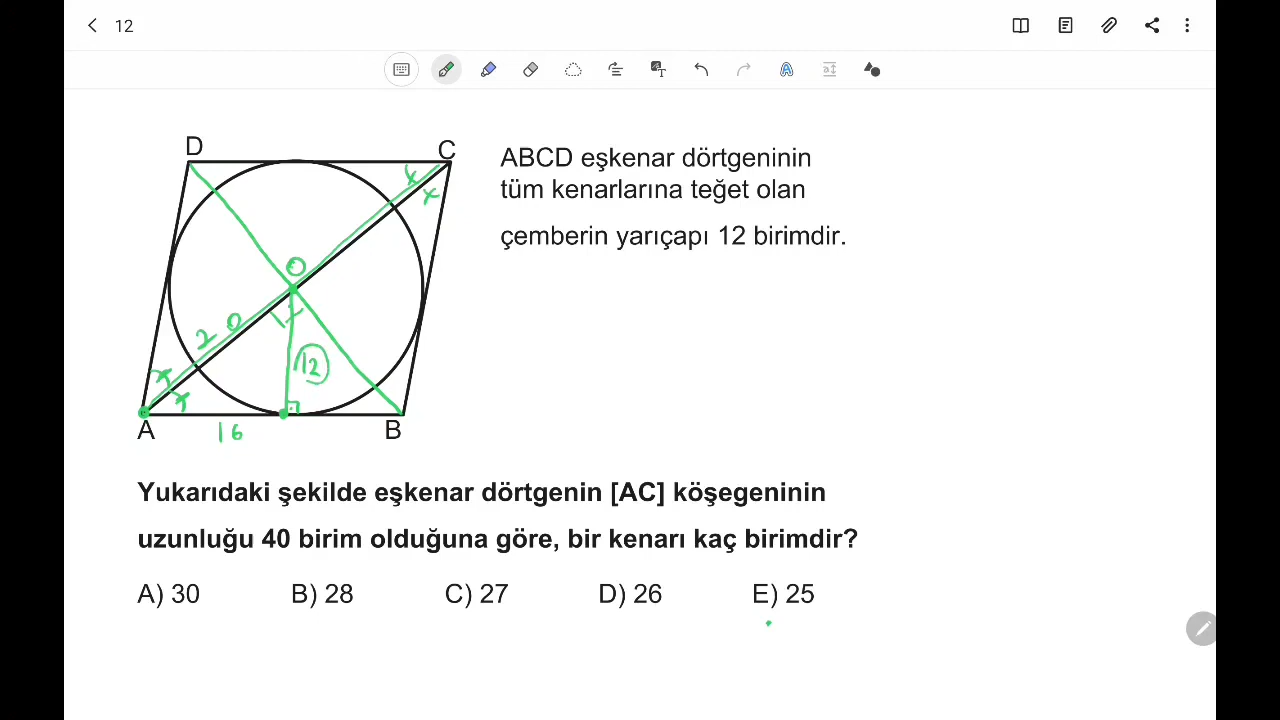 12
D
C
ABCD eşkenar dörtgeninin
tüm kenarlarına teğet olan
çemberin yarıçapı 12 birimdir.
x
x
O
20
12
x
x
A
16
B
Yukarıdaki şekilde eşkenar dörtgenin [AC] köşegeninin
uzunluğu 40 birim olduğuna göre, bir kenarı kaç birimdir?
A) 30 B) 28 C) 27 D) 26 E) 25